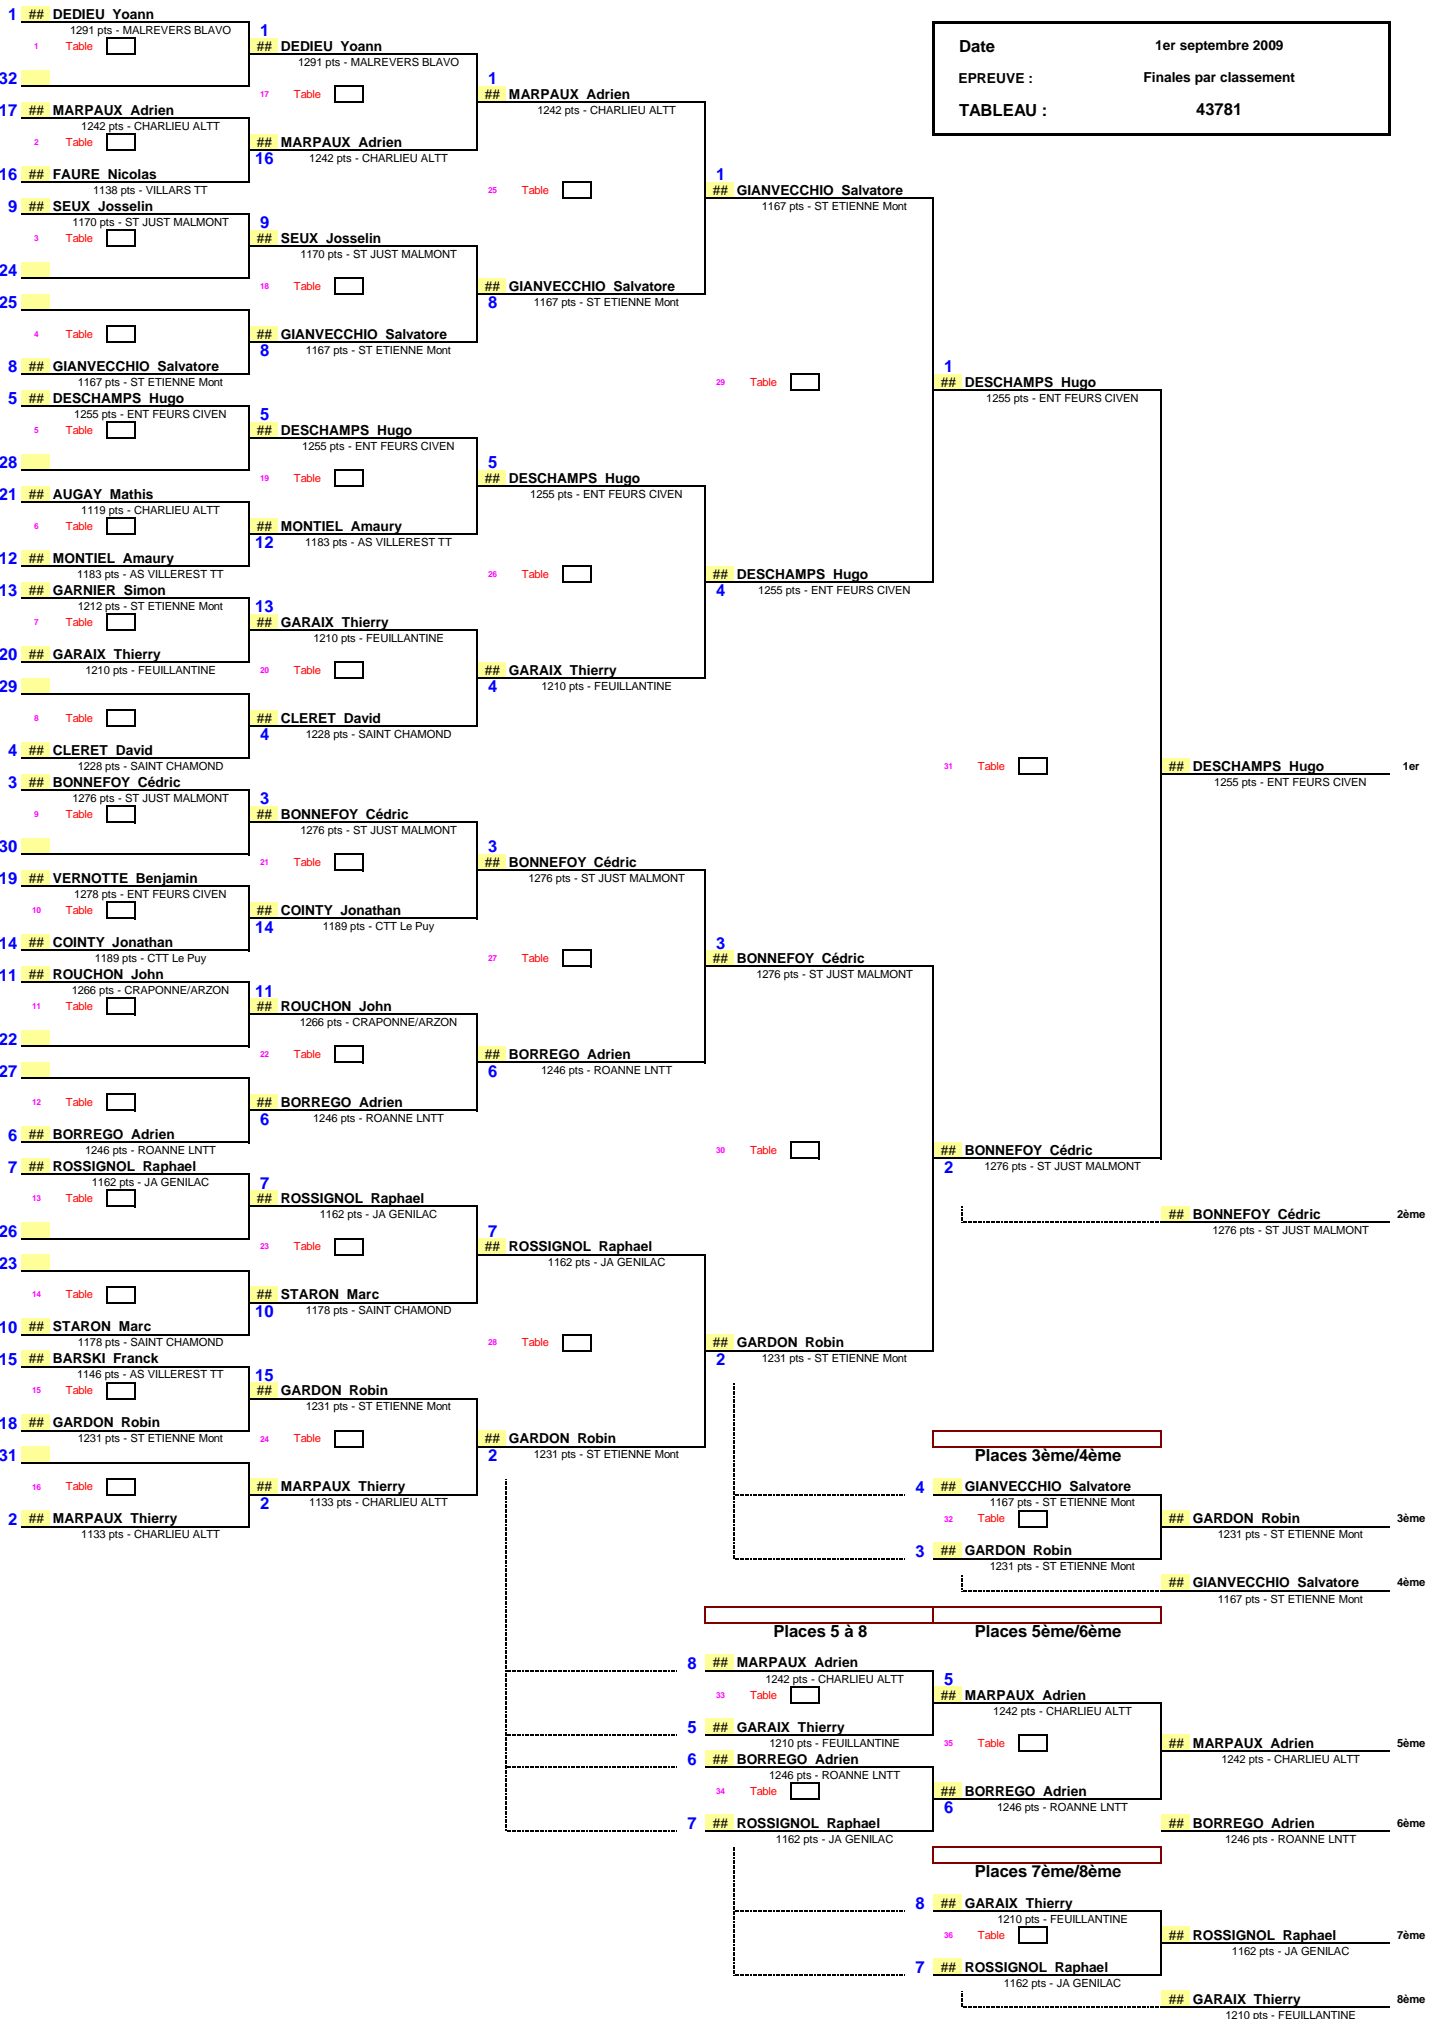 Date 1er septembre 2009
EPREUVE : Finales par classement
TABLEAU : 43781
1 ## DEDIEU Yoann
1291 pts - MALREVERS BLAVO
1 Table
32
17 ## MARPAUX Adrien
1242 pts - CHARLIEU ALTT
2 Table
16 ## FAURE Nicolas
1138 pts - VILLARS TT
9 ## SEUX Josselin
1170 pts - ST JUST MALMONT
3 Table
24
25
4 Table
8 ## GIANVECCHIO Salvatore
1167 pts - ST ETIENNE Mont
5 ## DESCHAMPS Hugo
1255 pts - ENT FEURS CIVEN
5 Table
28
21 ## AUGAY Mathis
1119 pts - CHARLIEU ALTT
6 Table
12 ## MONTIEL Amaury
1183 pts - AS VILLEREST TT
13 ## GARNIER Simon
1212 pts - ST ETIENNE Mont
7 Table
20 ## GARAIX Thierry
1210 pts - FEUILLANTINE
29
8 Table
4 ## CLERET David
1228 pts - SAINT CHAMOND
3 ## BONNEFOY Cédric
1276 pts - ST JUST MALMONT
9 Table
30
19 ## VERNOTTE Benjamin
1278 pts - ENT FEURS CIVEN
10 Table
14 ## COINTY Jonathan
1189 pts - CTT Le Puy
11 ## ROUCHON John
1266 pts - CRAPONNE/ARZON
11 Table
22
27
12 Table
6 ## BORREGO Adrien
1246 pts - ROANNE LNTT
7 ## ROSSIGNOL Raphael
1162 pts - JA GENILAC
13 Table
26
23
14 Table
10 ## STARON Marc
1178 pts - SAINT CHAMOND
15 ## BARSKI Franck
1146 pts - AS VILLEREST TT
15 Table
18 ## GARDON Robin
1231 pts - ST ETIENNE Mont
31
16 Table
2 ## MARPAUX Thierry
1133 pts - CHARLIEU ALTT
1
## DEDIEU Yoann
1291 pts - MALREVERS BLAVO
17 Table
## MARPAUX Adrien
16 1242 pts - CHARLIEU ALTT
9
## SEUX Josselin
1170 pts - ST JUST MALMONT
18 Table
## GIANVECCHIO Salvatore
8 1167 pts - ST ETIENNE Mont
5
## DESCHAMPS Hugo
1255 pts - ENT FEURS CIVEN
19 Table
## MONTIEL Amaury
12 1183 pts - AS VILLEREST TT
13
## GARAIX Thierry
1210 pts - FEUILLANTINE
20 Table
## CLERET David
4 1228 pts - SAINT CHAMOND
3
## BONNEFOY Cédric
1276 pts - ST JUST MALMONT
21 Table
## COINTY Jonathan
14 1189 pts - CTT Le Puy
11
## ROUCHON John
1266 pts - CRAPONNE/ARZON
22 Table
## BORREGO Adrien
6 1246 pts - ROANNE LNTT
7
## ROSSIGNOL Raphael
1162 pts - JA GENILAC
23 Table
## STARON Marc
10 1178 pts - SAINT CHAMOND
15
## GARDON Robin
1231 pts - ST ETIENNE Mont
24 Table
## MARPAUX Thierry
2 1133 pts - CHARLIEU ALTT
1
## MARPAUX Adrien
1242 pts - CHARLIEU ALTT
25 Table
## GIANVECCHIO Salvatore
8 1167 pts - ST ETIENNE Mont
5
## DESCHAMPS Hugo
1255 pts - ENT FEURS CIVEN
26 Table
## GARAIX Thierry
4 1210 pts - FEUILLANTINE
3
## BONNEFOY Cédric
1276 pts - ST JUST MALMONT
27 Table
## BORREGO Adrien
6 1246 pts - ROANNE LNTT
7
## ROSSIGNOL Raphael
1162 pts - JA GENILAC
28 Table
## GARDON Robin
2 1231 pts - ST ETIENNE Mont
1
## GIANVECCHIO Salvatore
1167 pts - ST ETIENNE Mont
29 Table
## DESCHAMPS Hugo
4 1255 pts - ENT FEURS CIVEN
3
## BONNEFOY Cédric
1276 pts - ST JUST MALMONT
30 Table
## GARDON Robin
2 1231 pts - ST ETIENNE Mont
1
## DESCHAMPS Hugo
1255 pts - ENT FEURS CIVEN
31 Table
## BONNEFOY Cédric
2 1276 pts - ST JUST MALMONT
## DESCHAMPS Hugo 1er
1255 pts - ENT FEURS CIVEN
## BONNEFOY Cédric 2ème
1276 pts - ST JUST MALMONT
Places 3ème/4ème
4 ## GIANVECCHIO Salvatore
1167 pts - ST ETIENNE Mont
32 Table
3 ## GARDON Robin
1231 pts - ST ETIENNE Mont
## GARDON Robin 3ème
1231 pts - ST ETIENNE Mont
## GIANVECCHIO Salvatore 4ème
1167 pts - ST ETIENNE Mont
Places 5 à 8
8 ## MARPAUX Adrien
1242 pts - CHARLIEU ALTT
33 Table
5 ## GARAIX Thierry
1210 pts - FEUILLANTINE
6 ## BORREGO Adrien
1246 pts - ROANNE LNTT
34 Table
7 ## ROSSIGNOL Raphael
1162 pts - JA GENILAC
Places 5ème/6ème
5
## MARPAUX Adrien
1242 pts - CHARLIEU ALTT
35 Table
## BORREGO Adrien
6 1246 pts - ROANNE LNTT
## MARPAUX Adrien 5ème
1242 pts - CHARLIEU ALTT
## BORREGO Adrien 6ème
1246 pts - ROANNE LNTT
Places 7ème/8ème
8 ## GARAIX Thierry
1210 pts - FEUILLANTINE
36 Table
7 ## ROSSIGNOL Raphael
1162 pts - JA GENILAC
## ROSSIGNOL Raphael 7ème
1162 pts - JA GENILAC
## GARAIX Thierry 8ème
1210 pts - FEUILLANTINE